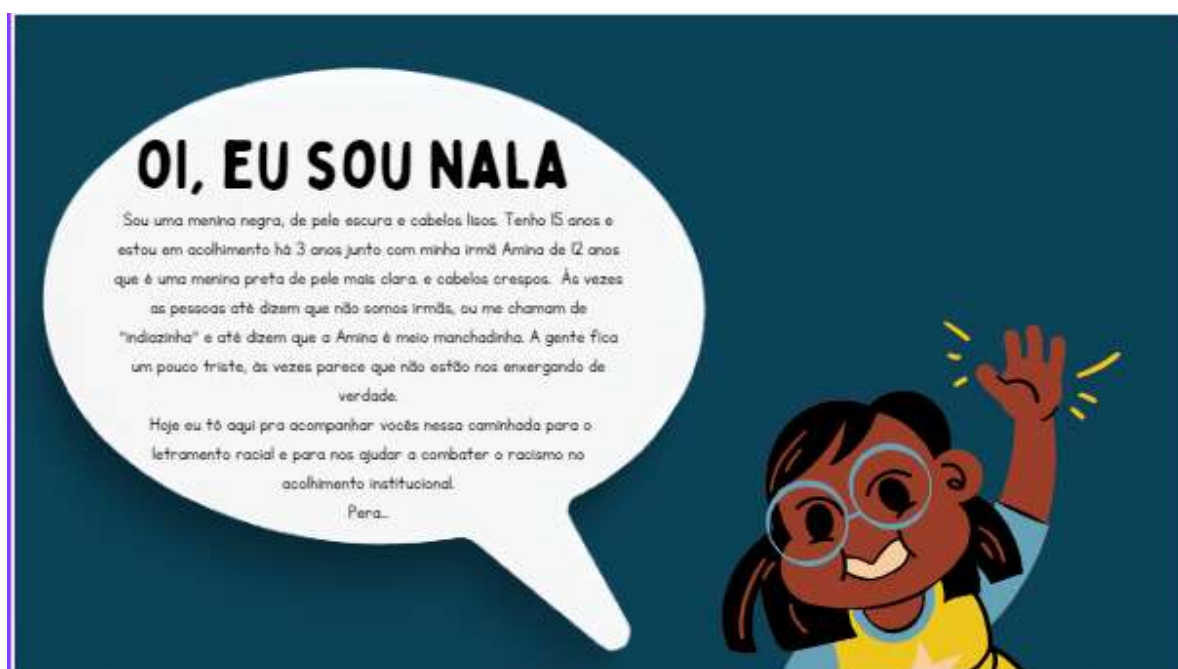 OI, EU SOU NALA
Sou uma menina negra, de pele escura e cabelos lisos. Tenho 15 anos e
estou em acolhimento há 3 anos junto com minha irmã Amina de 12 anos
que é uma menina preta de pele mais clara. e cabelos crespos. Às vezes
as pessoas até dizem que não somos irmãs, ou me chamam de
"indiazinha" e até dizem que a Amina é meio manchadinha. A gente fica
um pouco triste, às vezes parece que não estão nos enxergando de
verdade.
Hoje eu tô aqui pra acompanhar vocês nessa caminhada para o
letramento racial e para nos ajudar a combater o racismo no
acolhimento institucional.
Pera...